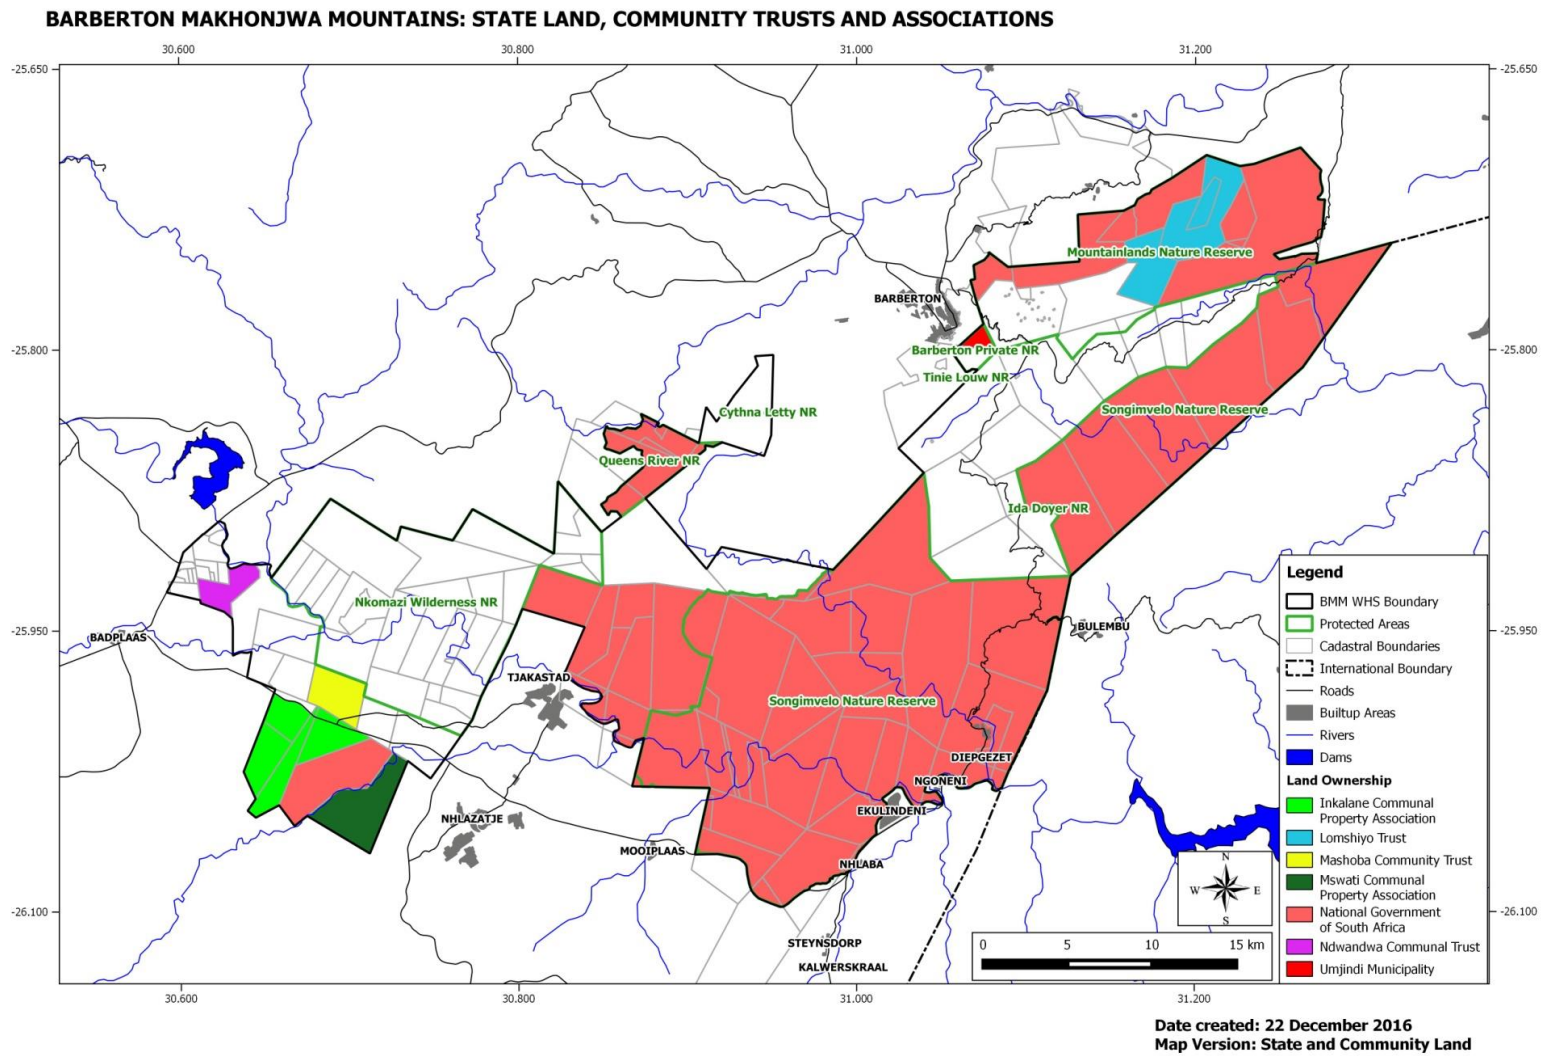 BARBERTON MAKHONJWA MOUNTAINS: STATE LAND, COMMUNITY TRUSTS AND ASSOCIATIONS
30.600
30.800
31.000
31.200
-25.650
-25.650
Mountainlands Nature Reserve
BARBERTON
-25.800
Barberton Private NR
-25.800
Tinie Louw NR
Cythna Letty NR
Songimvelo Nature Reserve
Queens River NR
Ida Doyer NR
Nkomazi Wilderness NR
BADPLAAS
-25.950
BULEMBU
-25.950
TJAKASTAD
Songimvelo Nature Reserve
DIEPGEZET
NGONENI
EKULINDENI
NHLAZATJE
MOOIPLAAS
NHLABA
-26.100
-26.100
STEYNSDORP
KALWERSKRAAL
Legend
BMM WHS Boundary
Protected Areas
Cadastral Boundaries
International Boundary
Roads
Builtup Areas
Rivers
Dams
Land Ownership
Inkalane Communal
Property Association
Lomshiyo Trust
Mashoba Community Trust
Mswati Communal
Property Association
National Government
of South Africa
Ndwandwa Communal Trust
Umjindi Municipality
N
W E
S
0 5 10 15 km
30.600
30.800
31.000
31.200
Date created: 22 December 2016
Map Version: State and Community Land